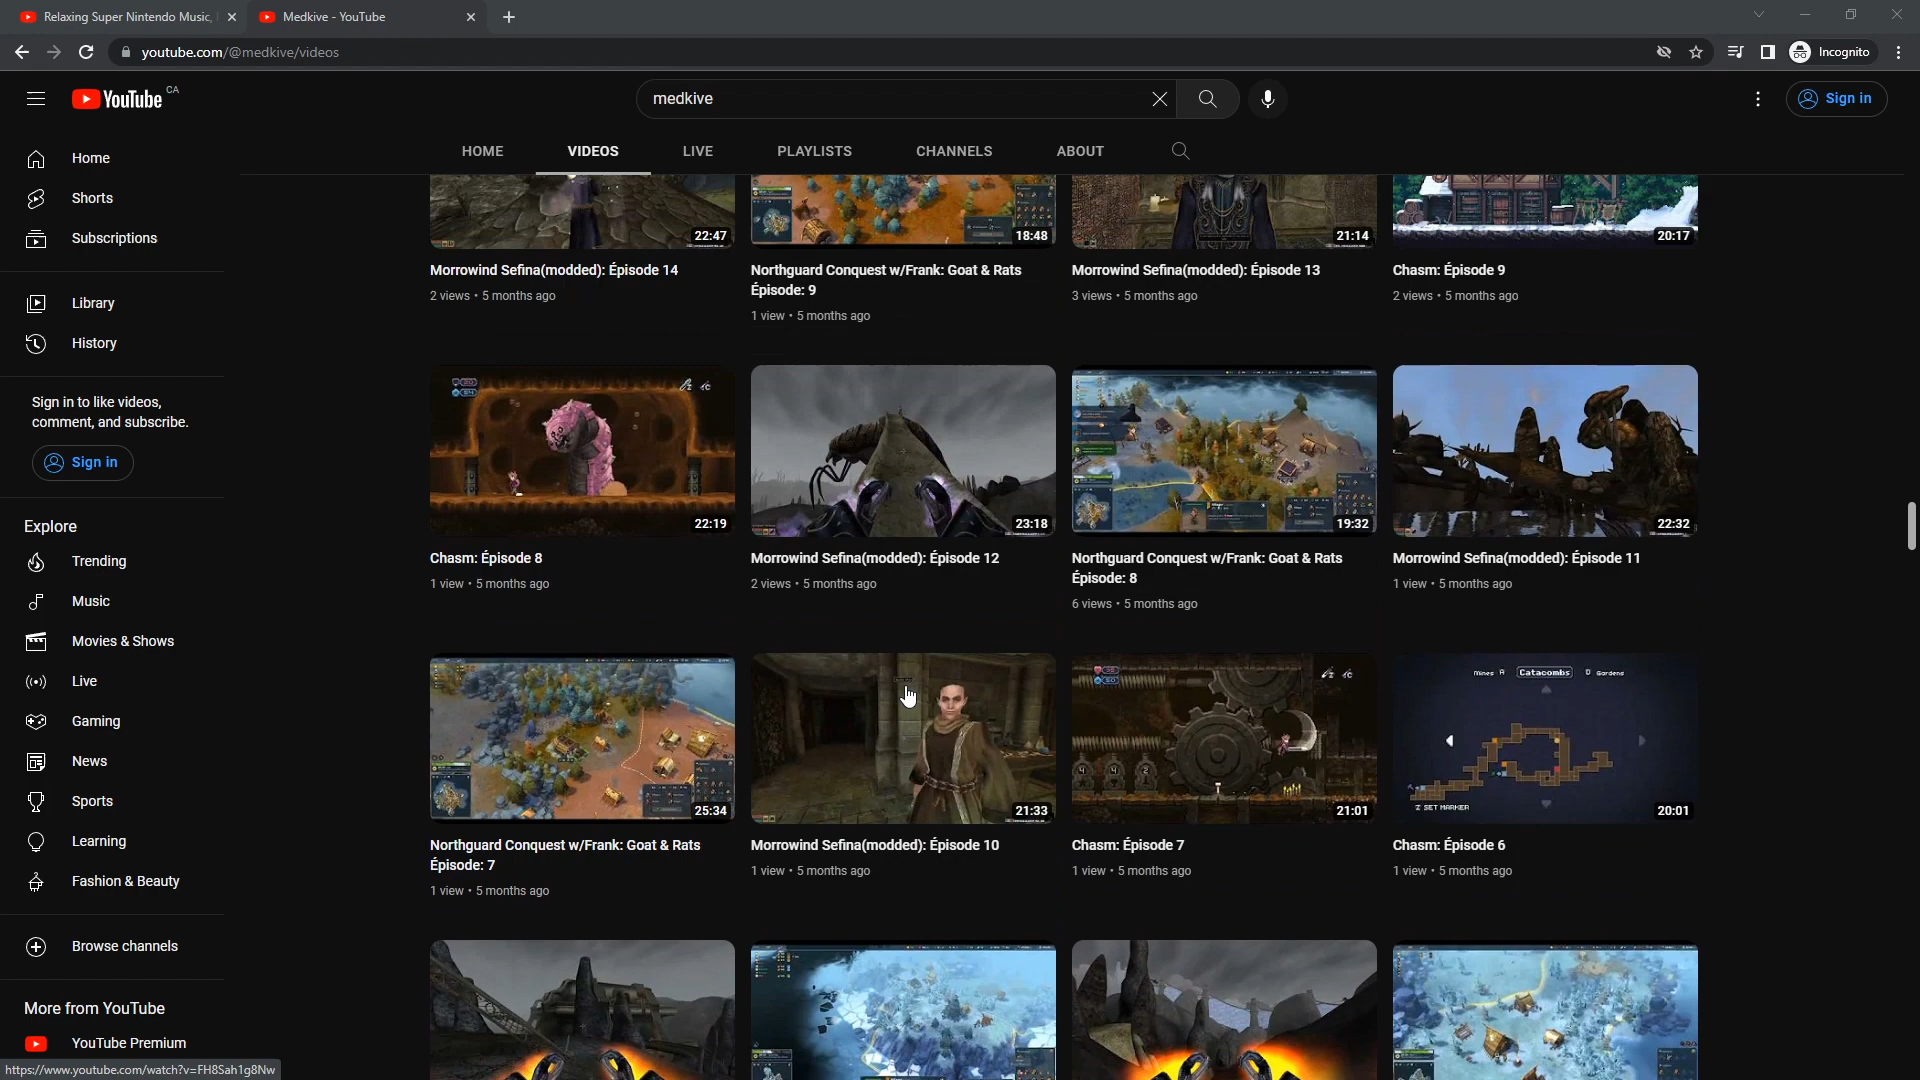 Relaxing Super Nintendo Music,
Medkive - YouTube
youtube.com/@medkive/videos
Incognito
YouTube CA
medkive
Sign in
HOME
VIDEOS
LIVE
PLAYLISTS
CHANNELS
ABOUT
Home
Shorts
Subscriptions
Library
History
Sign in to like videos,
comment, and subscribe.
Sign in
Explore
Trending
Music
Movies & Shows
Live
Gaming
News
Sports
Learning
Fashion & Beauty
Browse channels
More from YouTube
YouTube Premium
https://www.youtube.com/watch?v=FH8Sah1g8Nw
22:47
18:48
21:14
20:17
Morrowind Sefina(modded): Épisode 14
2 views • 5 months ago
Northguard Conquest w/Frank: Goat & Rats
Épisode: 9
1 view • 5 months ago
Morrowind Sefina(modded): Épisode 13
3 views • 5 months ago
Chasm: Épisode 9
2 views • 5 months ago
22:19
23:18
19:32
22:32
Chasm: Épisode 8
1 view • 5 months ago
Morrowind Sefina(modded): Épisode 12
2 views • 5 months ago
Northguard Conquest w/Frank: Goat & Rats
Épisode: 8
6 views • 5 months ago
Morrowind Sefina(modded): Épisode 11
1 view • 5 months ago
Mines A Catacombs D Gardens
Z SET MARKER
25:34
21:33
21:01
20:01
Northguard Conquest w/Frank: Goat & Rats
Épisode: 7
1 view • 5 months ago
Morrowind Sefina(modded): Épisode 10
1 view • 5 months ago
Chasm: Épisode 7
1 view • 5 months ago
Chasm: Épisode 6
1 view • 5 months ago